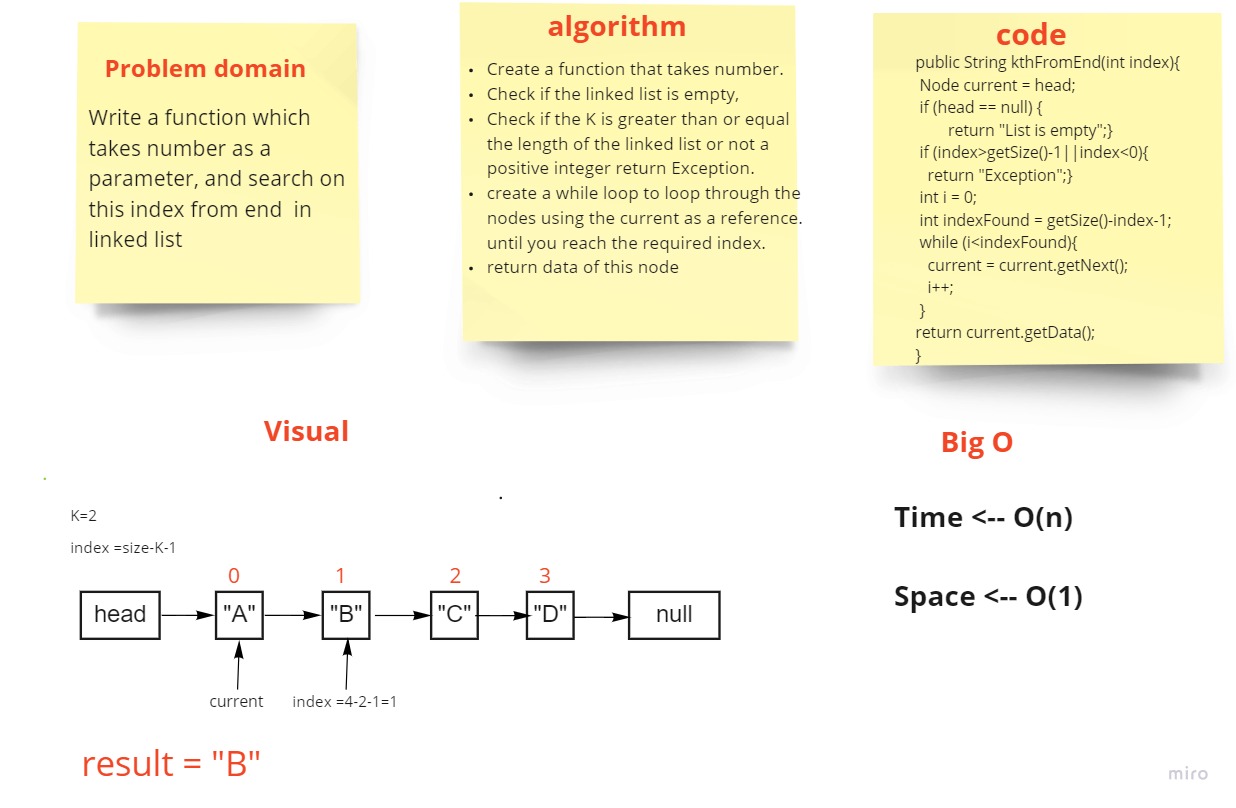 Problem domain
Write a function which
takes number as a
parameter, and search on
this index from end  in
linked list
algorithm
• Create a function that takes number.
• Check if the linked list is empty,
• Check if the K is greater than or equal
the length of the linked list or not a
positive integer return Exception.
• create a while loop to loop through the
nodes using the current as a reference.
until you reach the required index.
• return data of this node
code
public String kthFromEnd(int index){
Node current = head;
if (head == null) {
return "List is empty";}
if (index>getSize()-1||index<0){
return "Exception";}
int i = 0;
int indexFound = getSize()-index-1;
while (i<indexFound){
current = current.getNext();
i++;
}
return current.getData();
}
Visual
K=2
index =size-K-1
0 1 2 3
head "A" "B" "C" "D" null
current index =4-2-1=1
result = "B"
Big O
Time <-- O(n)
Space <-- O(1)
miro